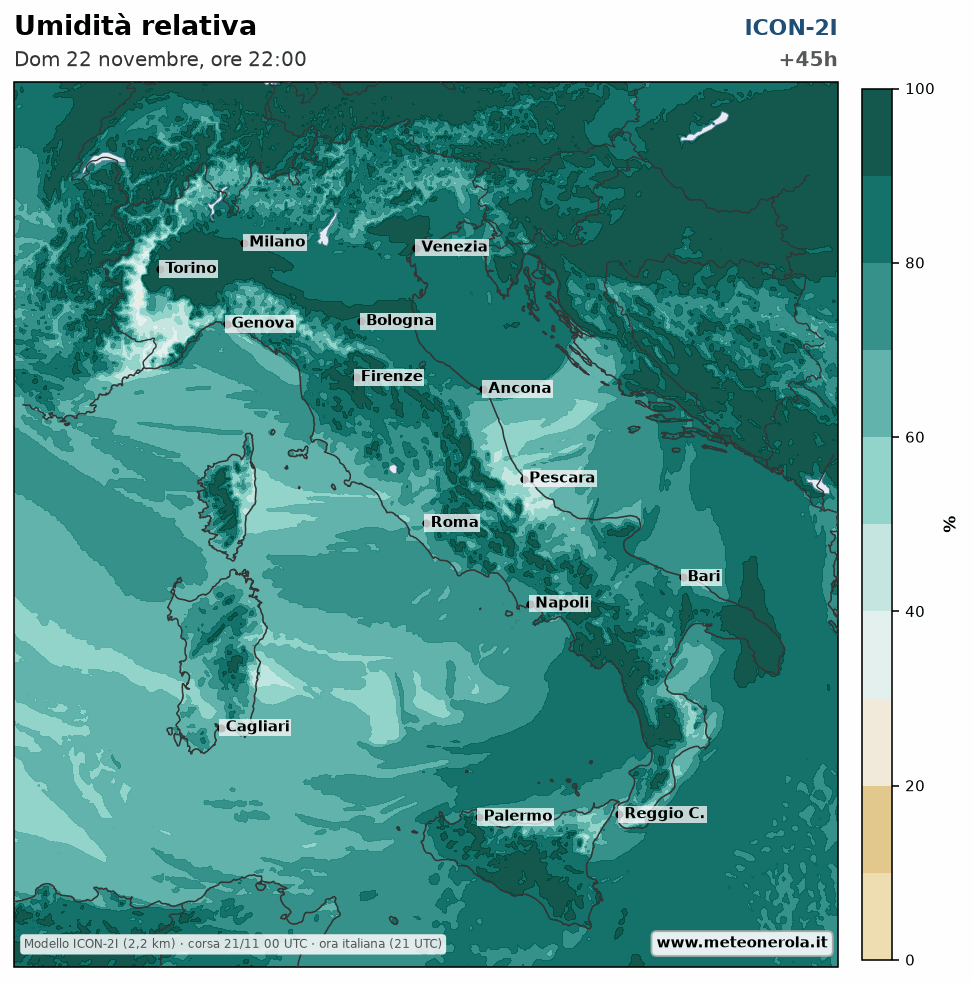 Umidità relativa
ICON-2I
Dom 22 novembre, ore 22:00
+45h
100
80
60
40
20
0
%
Milano
Venezia
Torino
Genova
Bologna
Firenze
Ancona
Pescara
Roma
Bari
Napoli
Cagliari
Palermo
Reggio C.
Modello ICON-2I (2,2 km) · corsa 21/11 00 UTC · ora italiana (21 UTC)
www.meteonerola.it